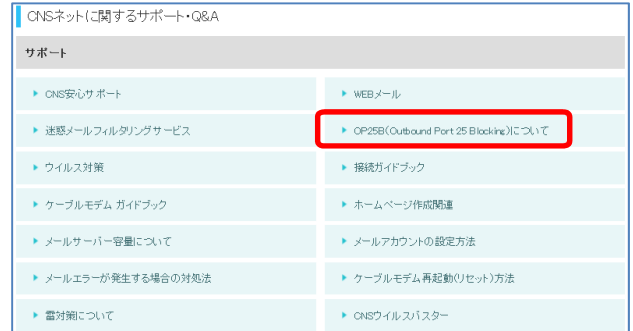 CNSネットに関するサポート・Q&A
サポート
CNS安心サポート
WEBメール
迷惑メールフィルタリングサービス
OP25B(Outbound Port 25 Blocking)について
ウイルス対策
接続ガイドブック
ケーブルモデム ガイドブック
ホームページ作成関連
メールサーバー容量について
メールアカウントの設定方法
メールエラーが発生する場合の対処法
ケーブルモデム再起動(リセット)方法
雷対策について
CNSウイルスバスター